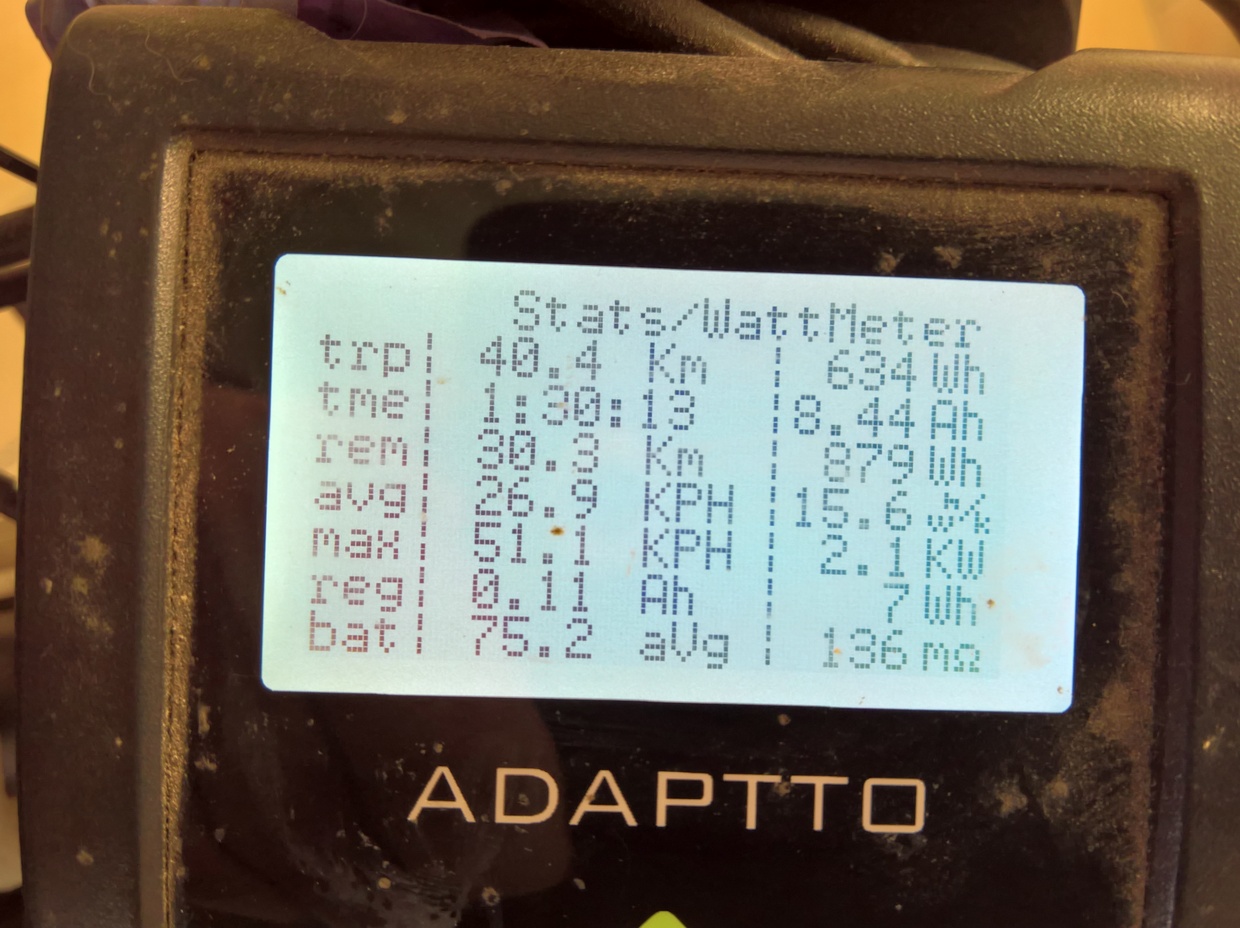 Stats/WattMeter
trp| 40.4 Km | 634 Wh
tme| 1:30:13 | 8.44 Ah
rem| 30.3 Km | 879 Wh
avg| 26.9 KPH | 15.6
max| 51.1 KPH | 2.1 KW
reg| 0.11 Ah | 7 Wh
bat| 75.2 aVg | 136 mΩ
ADAPTTO